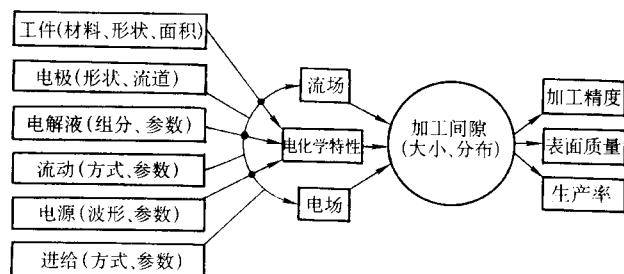 工件(材料、形状、面积)
电极(形状、流道)
电解液(组分、参数)
流动(方式、参数)
电源(波形、参数)
进给(方式、参数)
流场
电化学特性
电场
加工间隙
(大小、分布)
加工精度
表面质量
生产率